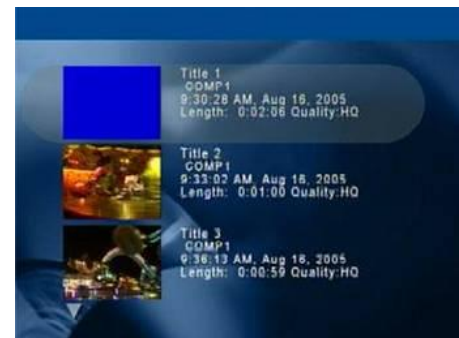 Title 1
COMP1
9:30:28 AM, Aug 16, 2005
Length: 0:02:06 Quality:HQ
Title 2
COMP1
9:33:02 AM, Aug 16, 2005
Length: 0:01:00 Quality:HQ
Title 3
COMP1
9:36:13 AM, Aug 16, 2005
Length: 0:00:59 Quality:HQ